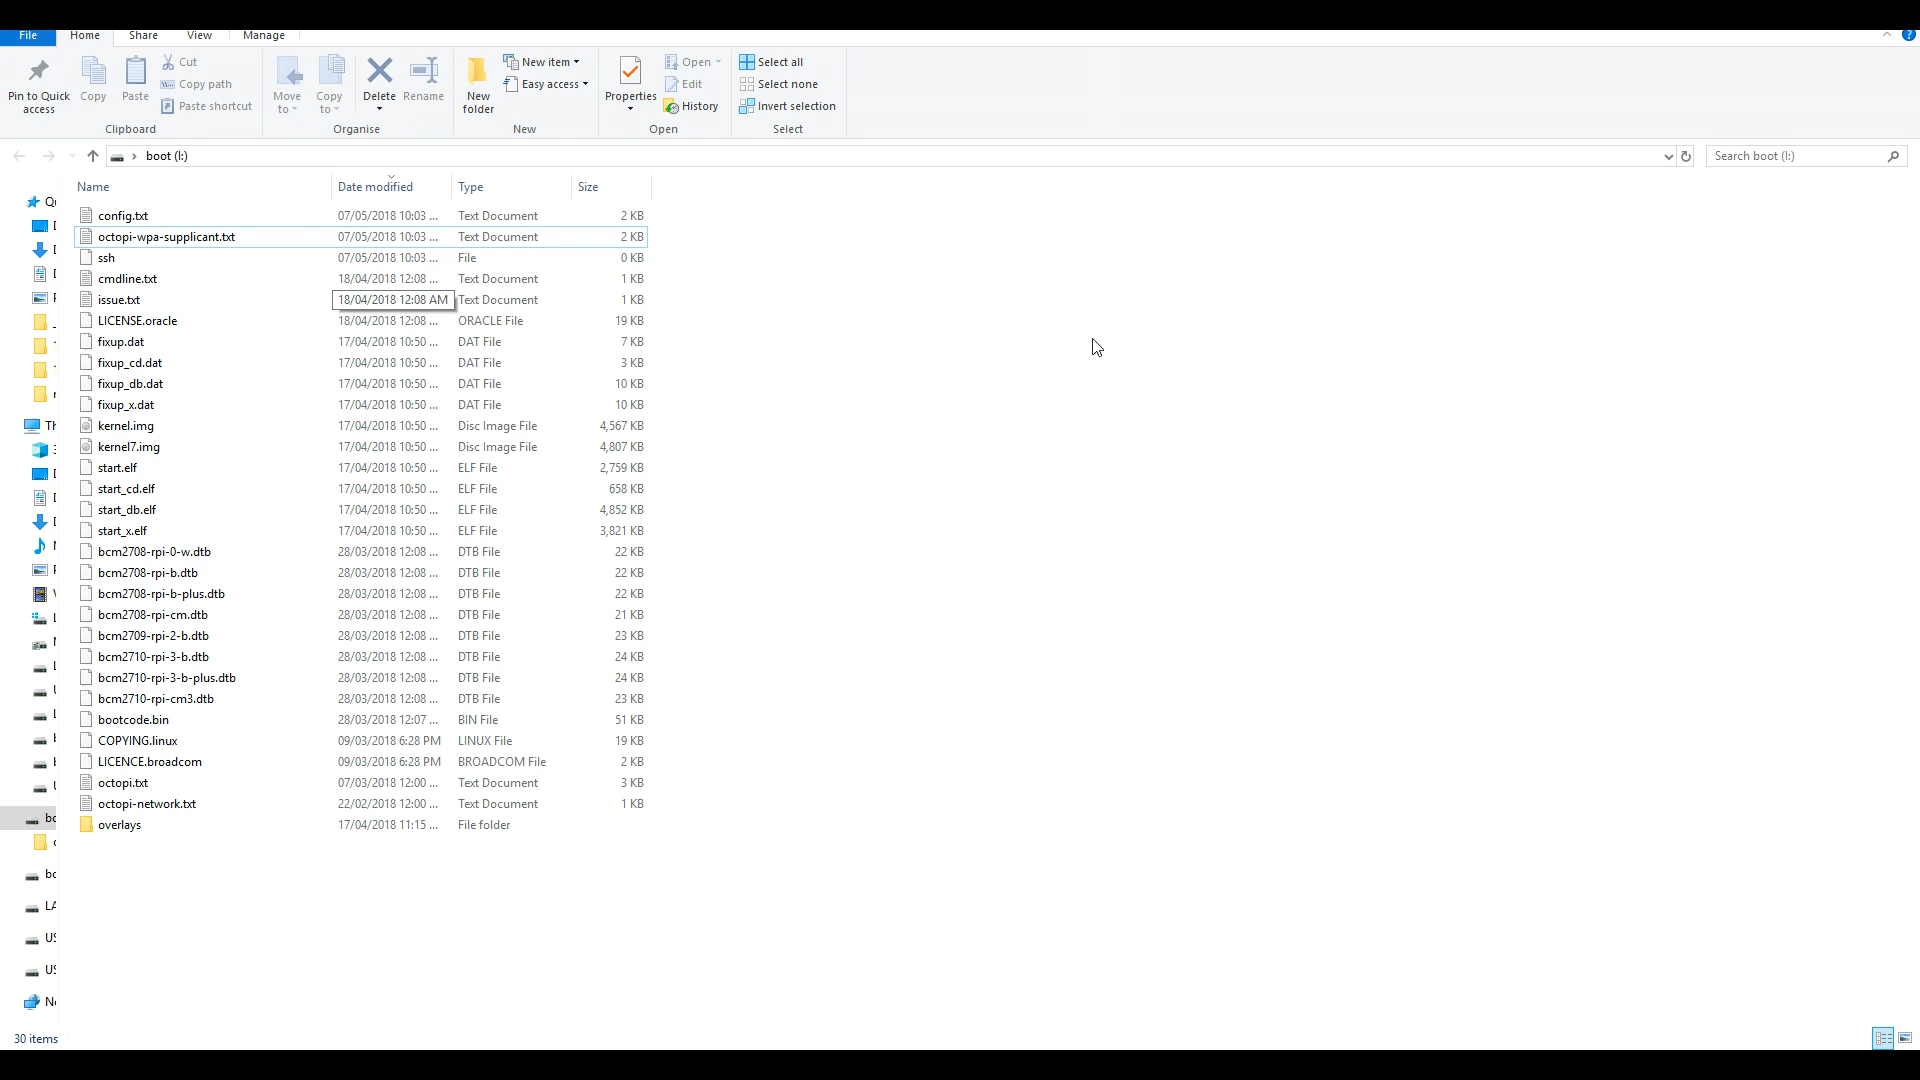 File Home Share View Manage
Pin to Quick access
Copy
Paste
Cut
Copy path
Paste shortcut
Clipboard
Move to
Copy to
Delete
Rename
Organise
New folder
New item
Easy access
New
Properties
Open
Edit
History
Open
Select all
Select none
Invert selection
Select
boot (I:)
Search boot (I:)
Name Date modified Type Size
config.txt 07/05/2018 10:03 ... Text Document 2 KB
octopi-wpa-supplicant.txt 07/05/2018 10:03 ... Text Document 2 KB
ssh 07/05/2018 10:03 ... File 0 KB
cmdline.txt 18/04/2018 12:08 ... Text Document 1 KB
issue.txt 18/04/2018 12:08 AM Text Document 1 KB
LICENSE.oracle 18/04/2018 12:08 ... ORACLE File 19 KB
fixup.dat 17/04/2018 10:50 ... DAT File 7 KB
fixup_cd.dat 17/04/2018 10:50 ... DAT File 3 KB
fixup_db.dat 17/04/2018 10:50 ... DAT File 10 KB
fixup_x.dat 17/04/2018 10:50 ... DAT File 10 KB
kernel.img 17/04/2018 10:50 ... Disc Image File 4,567 KB
kernel7.img 17/04/2018 10:50 ... Disc Image File 4,807 KB
start.elf 17/04/2018 10:50 ... ELF File 2,759 KB
start_cd.elf 17/04/2018 10:50 ... ELF File 658 KB
start_db.elf 17/04/2018 10:50 ... ELF File 4,852 KB
start_x.elf 17/04/2018 10:50 ... ELF File 3,821 KB
bcm2708-rpi-0-w.dtb 28/03/2018 12:08 ... DTB File 22 KB
bcm2708-rpi-b.dtb 28/03/2018 12:08 ... DTB File 22 KB
bcm2708-rpi-b-plus.dtb 28/03/2018 12:08 ... DTB File 22 KB
bcm2708-rpi-cm.dtb 28/03/2018 12:08 ... DTB File 21 KB
bcm2709-rpi-2-b.dtb 28/03/2018 12:08 ... DTB File 23 KB
bcm2710-rpi-3-b.dtb 28/03/2018 12:08 ... DTB File 24 KB
bcm2710-rpi-3-b-plus.dtb 28/03/2018 12:08 ... DTB File 24 KB
bcm2710-rpi-cm3.dtb 28/03/2018 12:08 ... DTB File 23 KB
bootcode.bin 28/03/2018 12:07 ... BIN File 51 KB
COPYING.linux 09/03/2018 6:28 PM LINUX File 19 KB
LICENCE.broadcom 09/03/2018 6:28 PM BROADCOM File 2 KB
octopi.txt 07/03/2018 12:00 ... Text Document 3 KB
octopi-network.txt 22/02/2018 12:00 ... Text Document 1 KB
overlays 17/04/2018 11:15 ... File folder
30 items